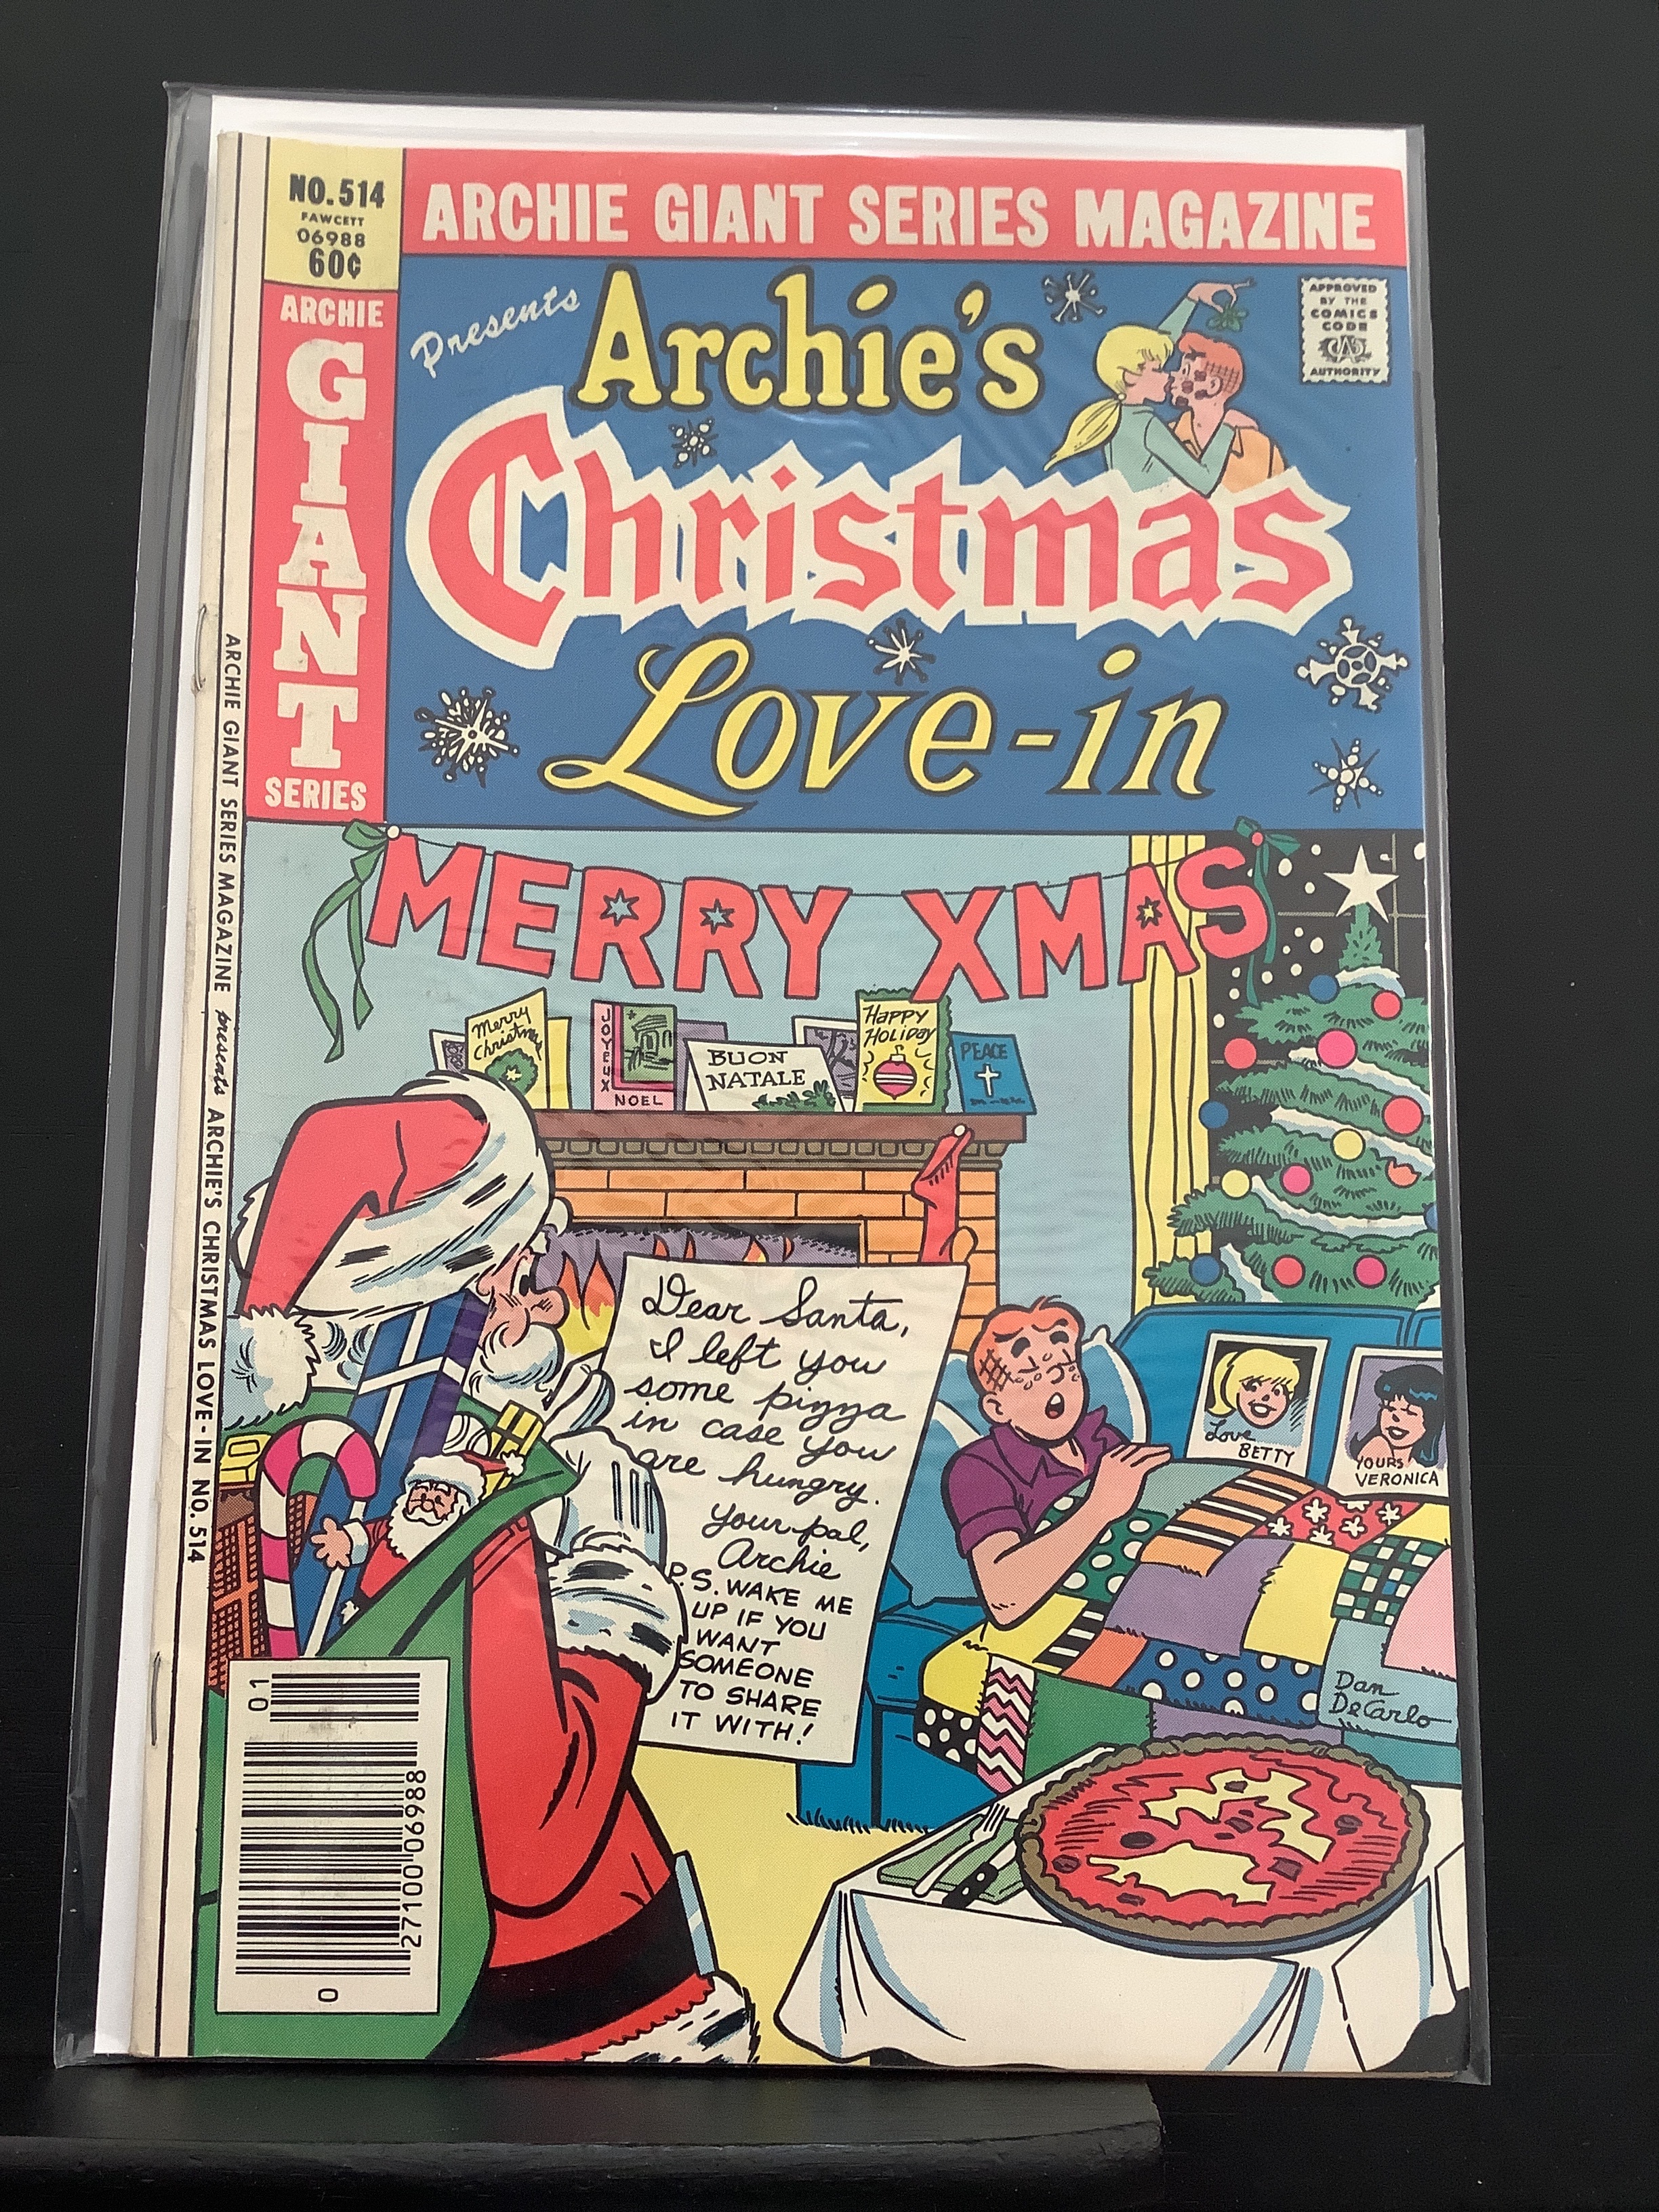 NO. 514
FAWCETT
06988
60¢
ARCHIE
GIANT
SERIES
ARCHIE GIANT SERIES MAGAZINE
Presents
Archie's
Christmas
Love-in
APPROVED
BY THE
COMICS
CODE
CA
AUTHORITY
ARCHIE GIANT SERIES MAGAZINE presents ARCHIE'S CHRISTMAS LOVE-IN NO. 514
MERRY XMAS
Merry
Christmas
JOYEUX
NOEL
BUON
NATALE
HAPPY
HOLIDAY
PEACE
Dear Santa,
I left you
some pizza
in case you
are hungry.
Your pal,
Archie
P.S. WAKE ME
UP IF YOU
WANT
SOMEONE
TO SHARE
IT WITH!
Love
BETTY
YOURS
VERONICA
Dan
DeCarlo
01
27100 06988
0